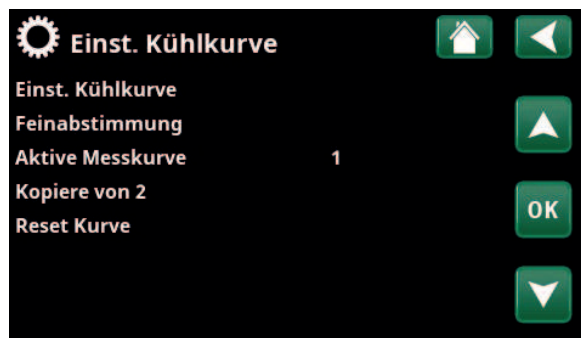 Einst. Kühlkurve
Einst. Kühlkurve
Feinabstimmung
Aktive Messkurve 1
Kopiere von 2
OK
Reset Kurve